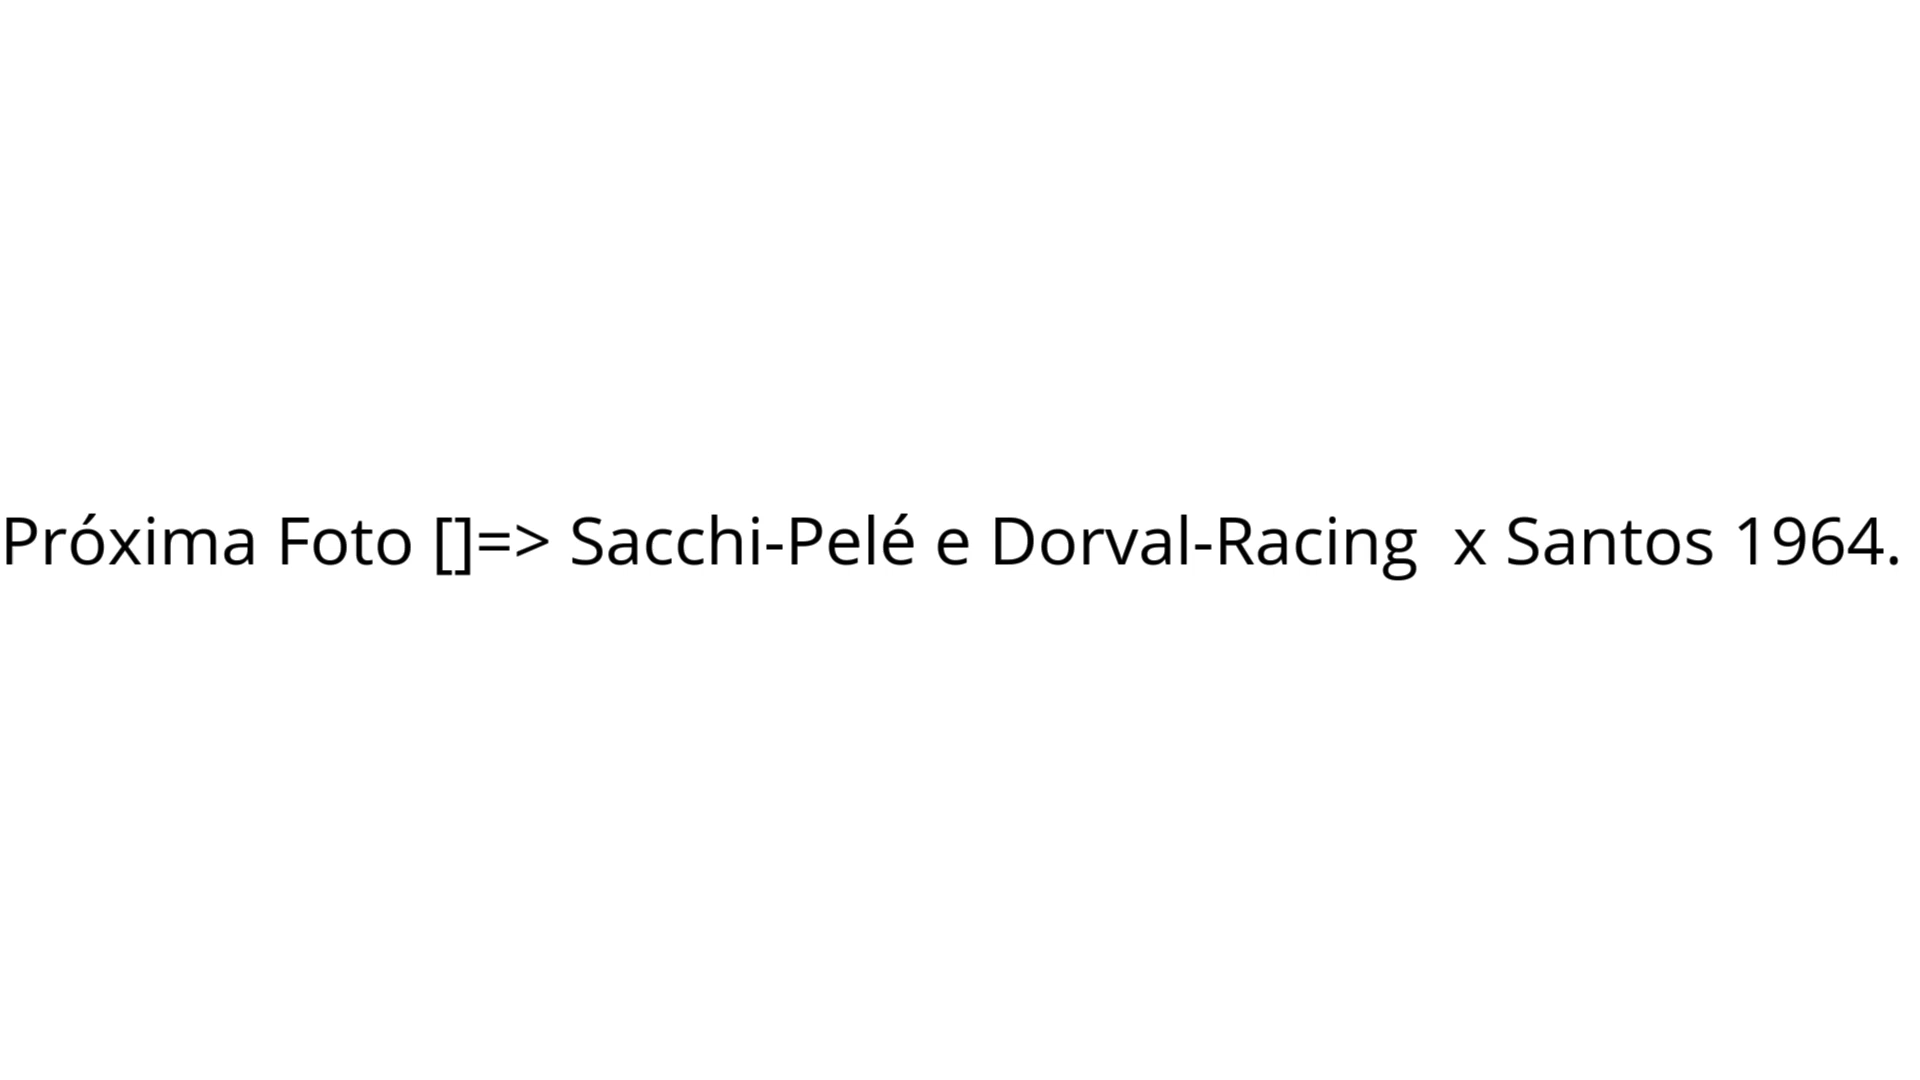 Próxima Foto []=> Sacchi-Pelé e Dorval-Racing  x Santos 1964.